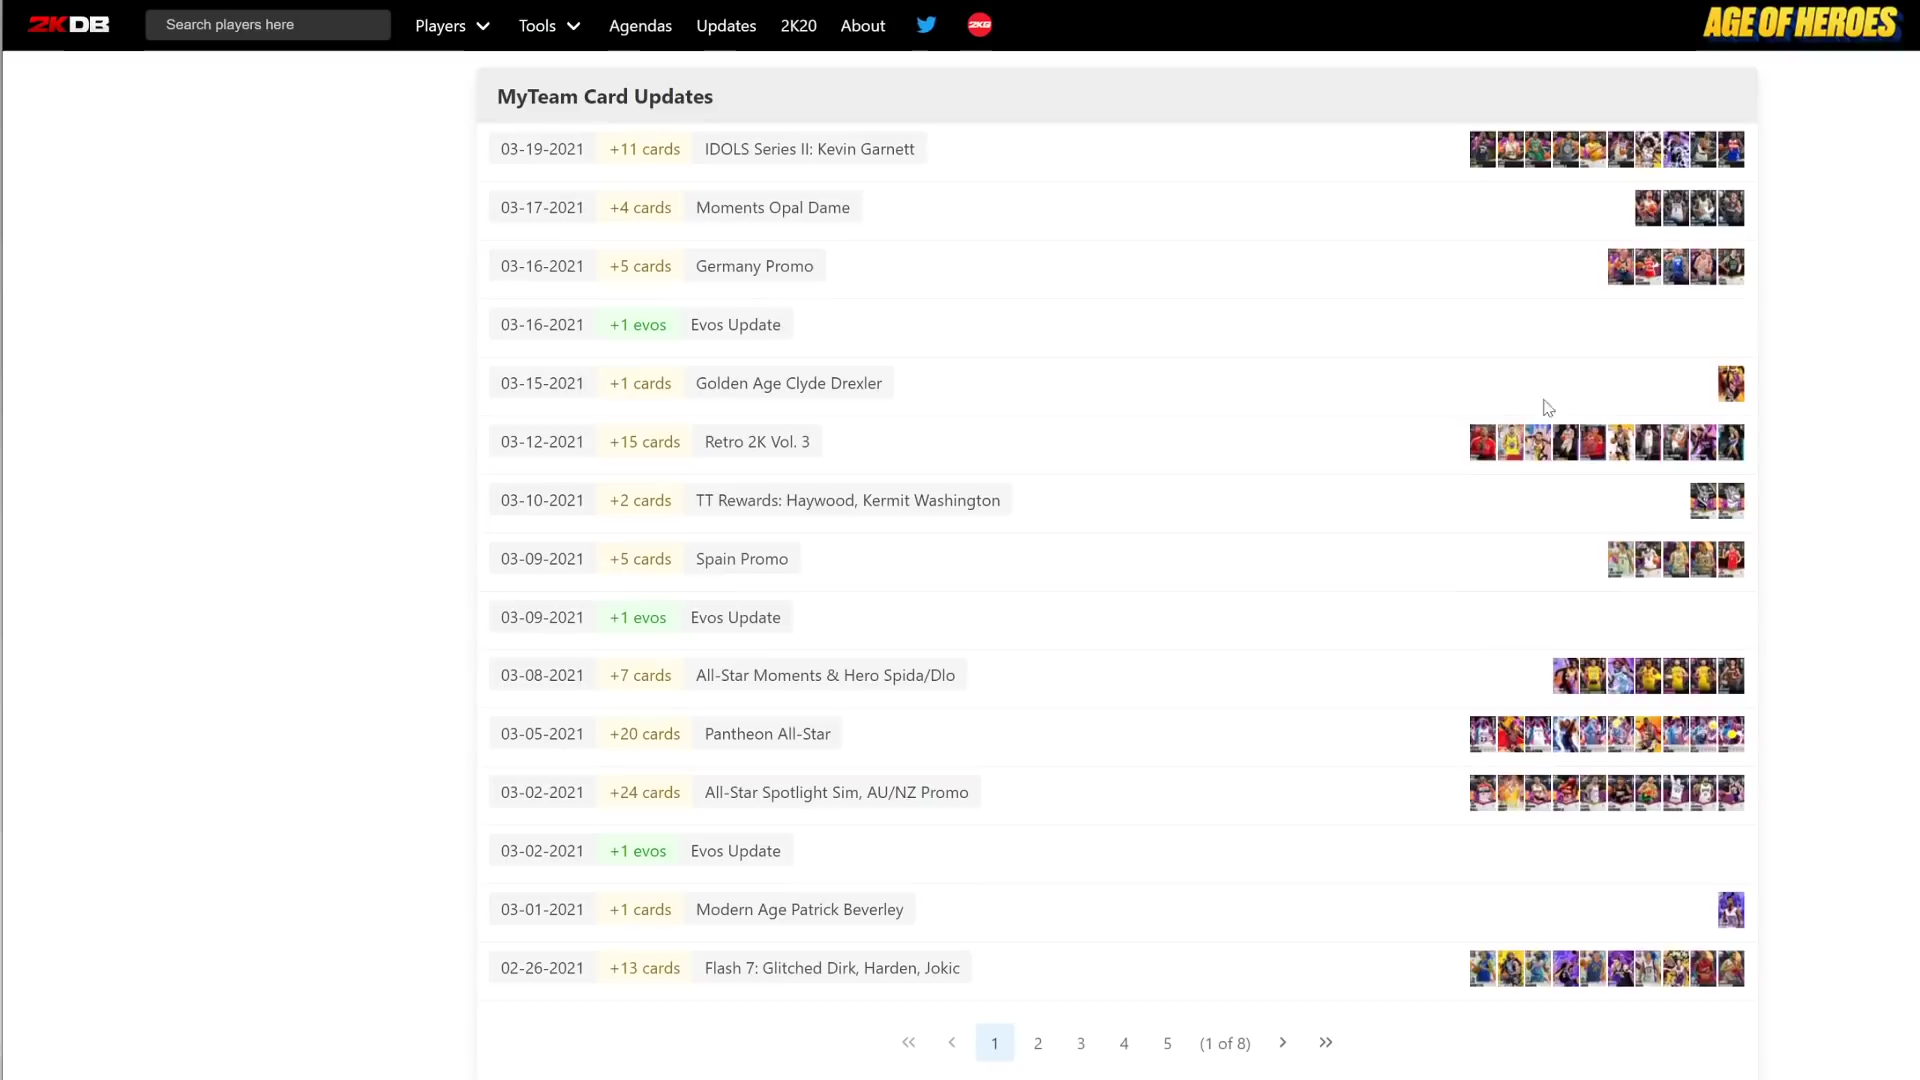 2KDB
Search players here
Players
Tools
Agendas
Updates
2K20
About
2KG
AGE OF HEROES
MyTeam Card Updates
03-19-2021 +11 cards IDOLS Series II: Kevin Garnett
03-17-2021 +4 cards Moments Opal Dame
03-16-2021 +5 cards Germany Promo
03-16-2021 +1 evos Evos Update
03-15-2021 +1 cards Golden Age Clyde Drexler
03-12-2021 +15 cards Retro 2K Vol. 3
03-10-2021 +2 cards TT Rewards: Haywood, Kermit Washington
03-09-2021 +5 cards Spain Promo
03-09-2021 +1 evos Evos Update
03-08-2021 +7 cards All-Star Moments & Hero Spida/Dlo
03-05-2021 +20 cards Pantheon All-Star
03-02-2021 +24 cards All-Star Spotlight Sim, AU/NZ Promo
03-02-2021 +1 evos Evos Update
03-01-2021 +1 cards Modern Age Patrick Beverley
02-26-2021 +13 cards Flash 7: Glitched Dirk, Harden, Jokic
« ‹ 1 2 3 4 5 (1 of 8) › »